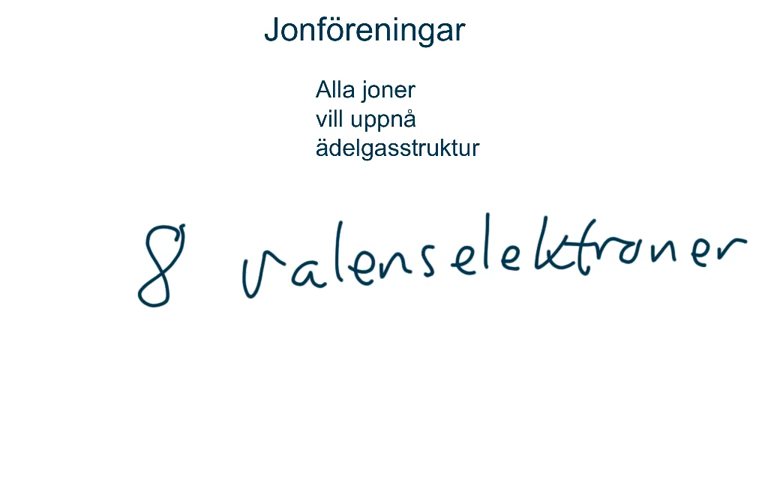 Jonföreningar
Alla joner
vill uppnå
ädelgasstruktur
8 valenselektroner